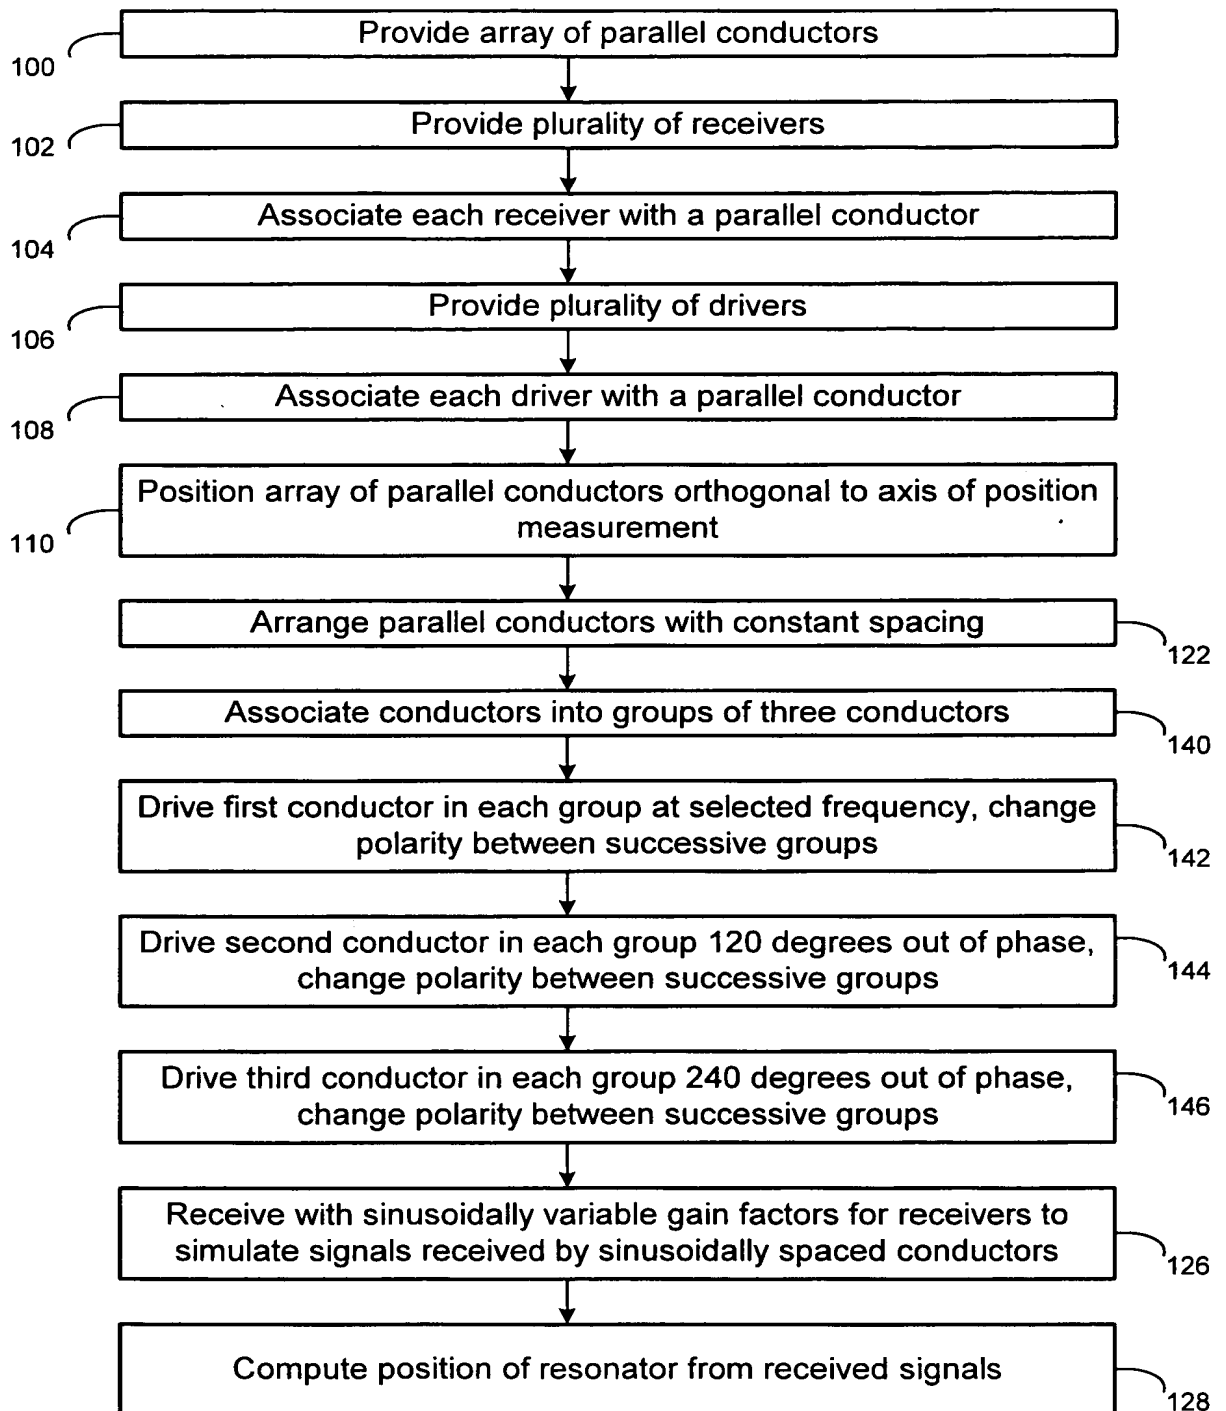 Provide array of parallel conductors
100
Provide plurality of receivers
102
Associate each receiver with a parallel conductor
104
Provide plurality of drivers
106
Associate each driver with a parallel conductor
108
Position array of parallel conductors orthogonal to axis of position
measurement
110
Arrange parallel conductors with constant spacing
122
Associate conductors into groups of three conductors
140
Drive first conductor in each group at selected frequency, change
polarity between successive groups
142
Drive second conductor in each group 120 degrees out of phase,
change polarity between successive groups
144
Drive third conductor in each group 240 degrees out of phase,
change polarity between successive groups
146
Receive with sinusoidally variable gain factors for receivers to
simulate signals received by sinusoidally spaced conductors
126
Compute position of resonator from received signals
128